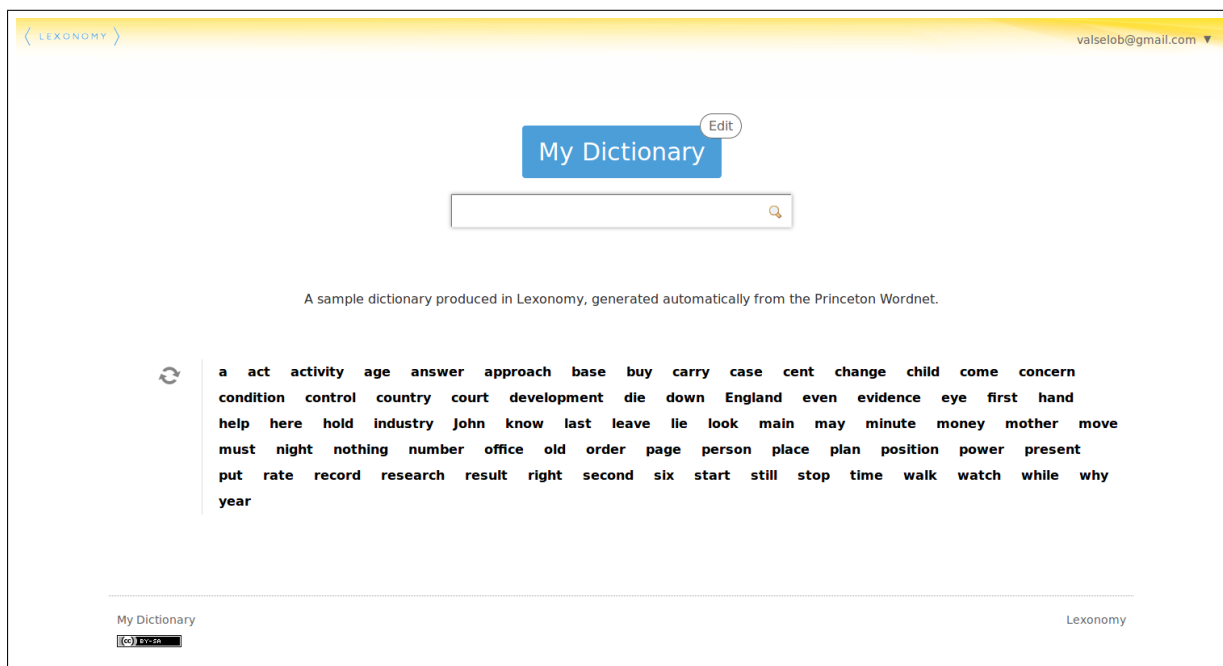 〈 LEXONOMY 〉
valselob@gmail.com ▼
Edit
My Dictionary
A sample dictionary produced in Lexonomy, generated automatically from the Princeton Wordnet.
a act activity age answer approach base buy carry case cent change child come concern
condition control country court development die down England even evidence eye first hand
help here hold industry John know last leave lie look main may minute money mother move
must night nothing number office old order page person place plan position power present
put rate record research result right second six start still stop time walk watch while why
year
My Dictionary
Lexonomy
(cc) BY-SA